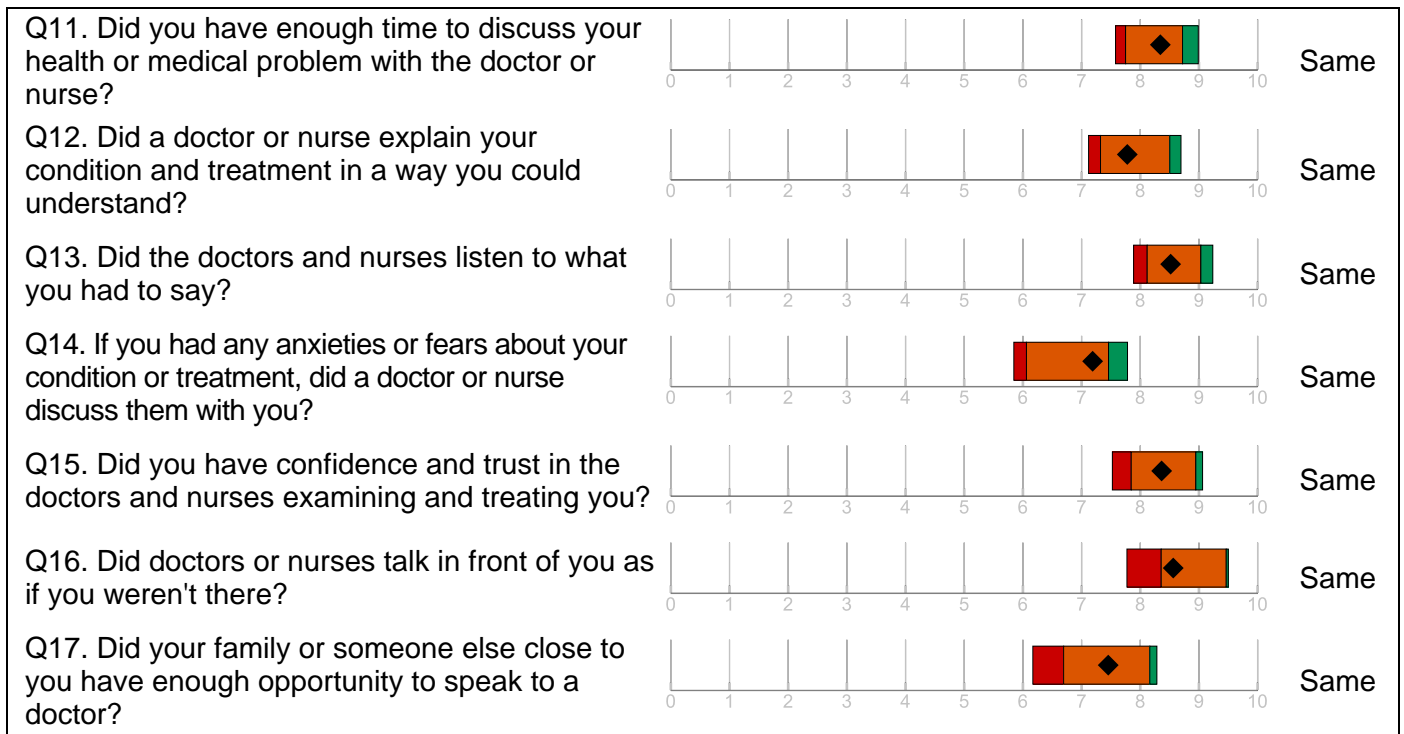 Q11. Did you have enough time to discuss your
health or medical problem with the doctor or
nurse?
0 1 2 3 4 5 6 7 8 9 10
Same
Q12. Did a doctor or nurse explain your
condition and treatment in a way you could
understand?
0 1 2 3 4 5 6 7 8 9 10
Same
Q13. Did the doctors and nurses listen to what
you had to say?
0 1 2 3 4 5 6 7 8 9 10
Same
Q14. If you had any anxieties or fears about your
condition or treatment, did a doctor or nurse
discuss them with you?
0 1 2 3 4 5 6 7 8 9 10
Same
Q15. Did you have confidence and trust in the
doctors and nurses examining and treating you?
0 1 2 3 4 5 6 7 8 9 10
Same
Q16. Did doctors or nurses talk in front of you as
if you weren't there?
0 1 2 3 4 5 6 7 8 9 10
Same
Q17. Did your family or someone else close to
you have enough opportunity to speak to a
doctor?
0 1 2 3 4 5 6 7 8 9 10
Same